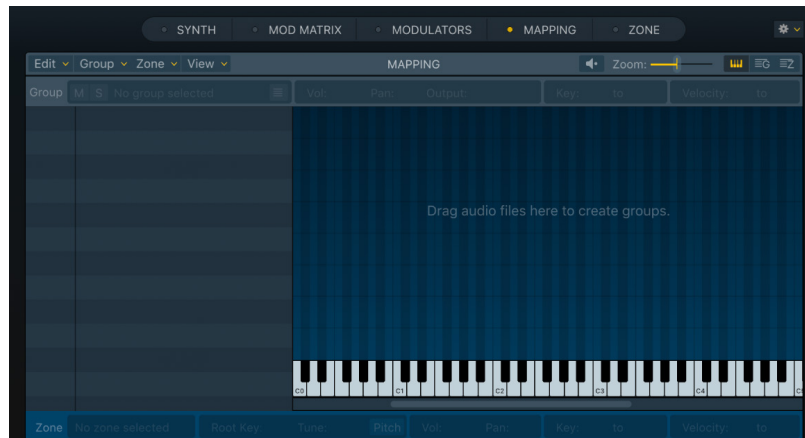 SYNTH MOD MATRIX MODULATORS MAPPING ZONE
Edit Group Zone View MAPPING Zoom: G Z
Group M S No group selected Vol: Pan: Output: Key: to Velocity: to
Drag audio files here to create groups.
C0 C1 C2 C3 C4 C
Zone No zone selected Root Key: Tune: Pitch Vol: Pan: Key: to Velocity: to